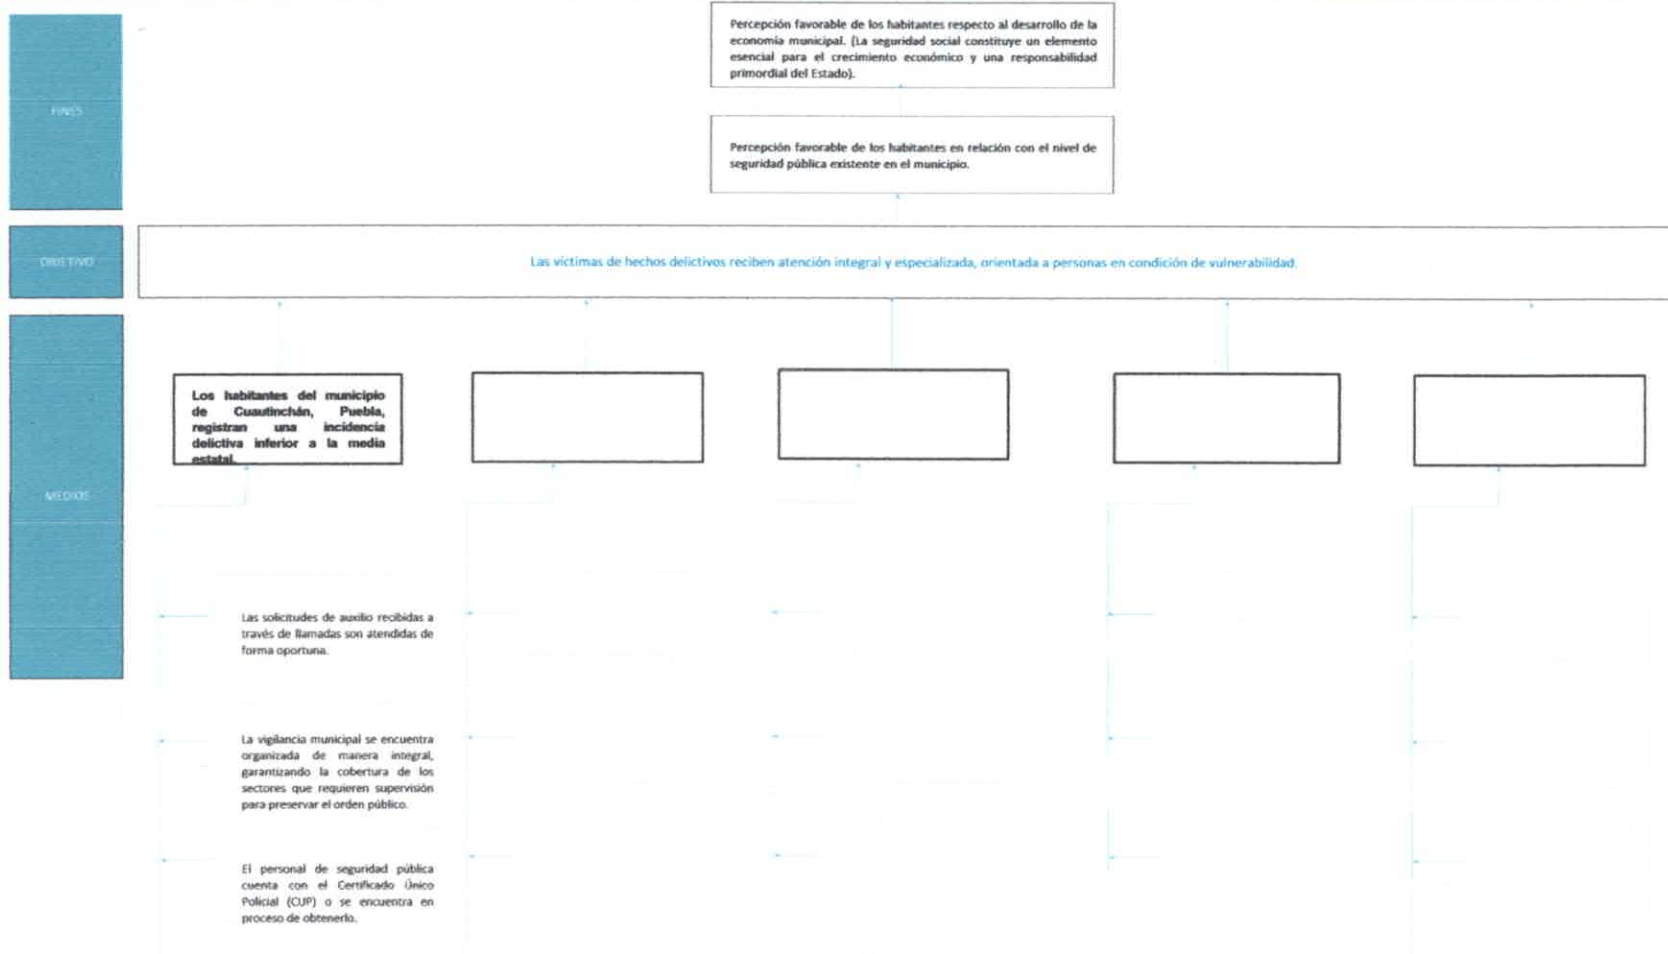 Percepción favorable de los habitantes respecto al desarrollo de la
economía municipal. (La seguridad social constituye un elemento
esencial para el crecimiento económico y una responsabilidad
primordial del Estado).
FINES
Percepción favorable de los habitantes en relación con el nivel de
seguridad pública existente en el municipio.
OBJETIVO
Las víctimas de hechos delictivos reciben atención integral y especializada, orientada a personas en condición de vulnerabilidad.
Los habitantes del municipio
de Cuautinchán, Puebla,
registran una incidencia
delictiva inferior a la media
estatal.
MEDIOS
Las solicitudes de auxilio recibidas a
través de llamadas son atendidas de
forma oportuna.
La vigilancia municipal se encuentra
organizada de manera integral,
garantizando la cobertura de los
sectores que requieren supervisión
para preservar el orden público.
El personal de seguridad pública
cuenta con el Certificado Único
Policial (CUP) o se encuentra en
proceso de obtenerlo.